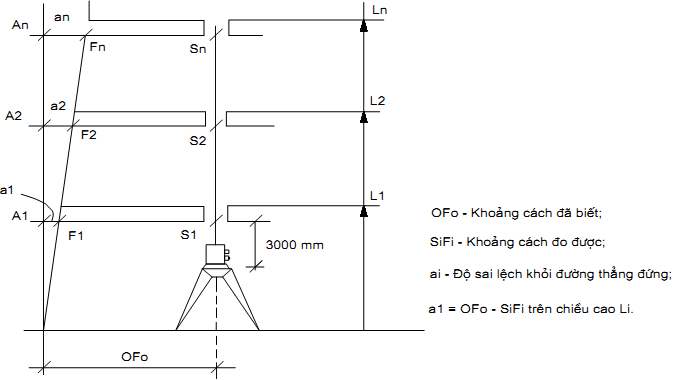 An an Fn Sn Ln
A2 a2 F2 S2 L2
a1
A1 F1 S1 L1
3000 mm
OFo
OFo - Khoảng cách đã biết;
SiFi - Khoảng cách đo được;
ai - Độ sai lệch khỏi đường thẳng đứng;
a1 = OFo - SiFi trên chiều cao Li.